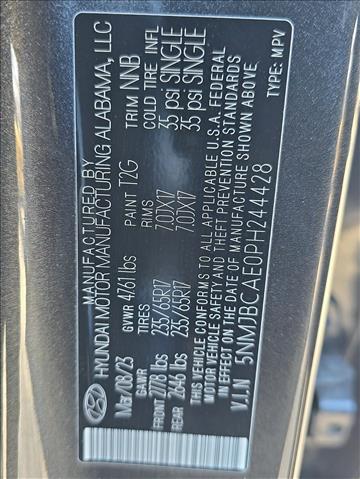 MANUFACTURED BY
HYUNDAI MOTOR MANUFACTURING ALABAMA, LLC
Mar/08/23 GVWR 4761 lbs PAINT T2G TRIM NNB
GAWR TIRES RIMS COLD TIRE INFL
FRONT 2778 lbs 235/65R17 7.0JX17 35 psi SINGLE
REAR 2646 lbs 235/65R17 7.0JX17 35 psi SINGLE
THIS VEHICLE CONFORMS TO ALL APPLICABLE U.S.A. FEDERAL
MOTOR VEHICLE SAFETY AND THEFT PREVENTION STANDARDS
IN EFFECT ON THE DATE OF MANUFACTURE SHOWN ABOVE.
V.I.N 5NMJBCAE0PH244428 TYPE: MPV